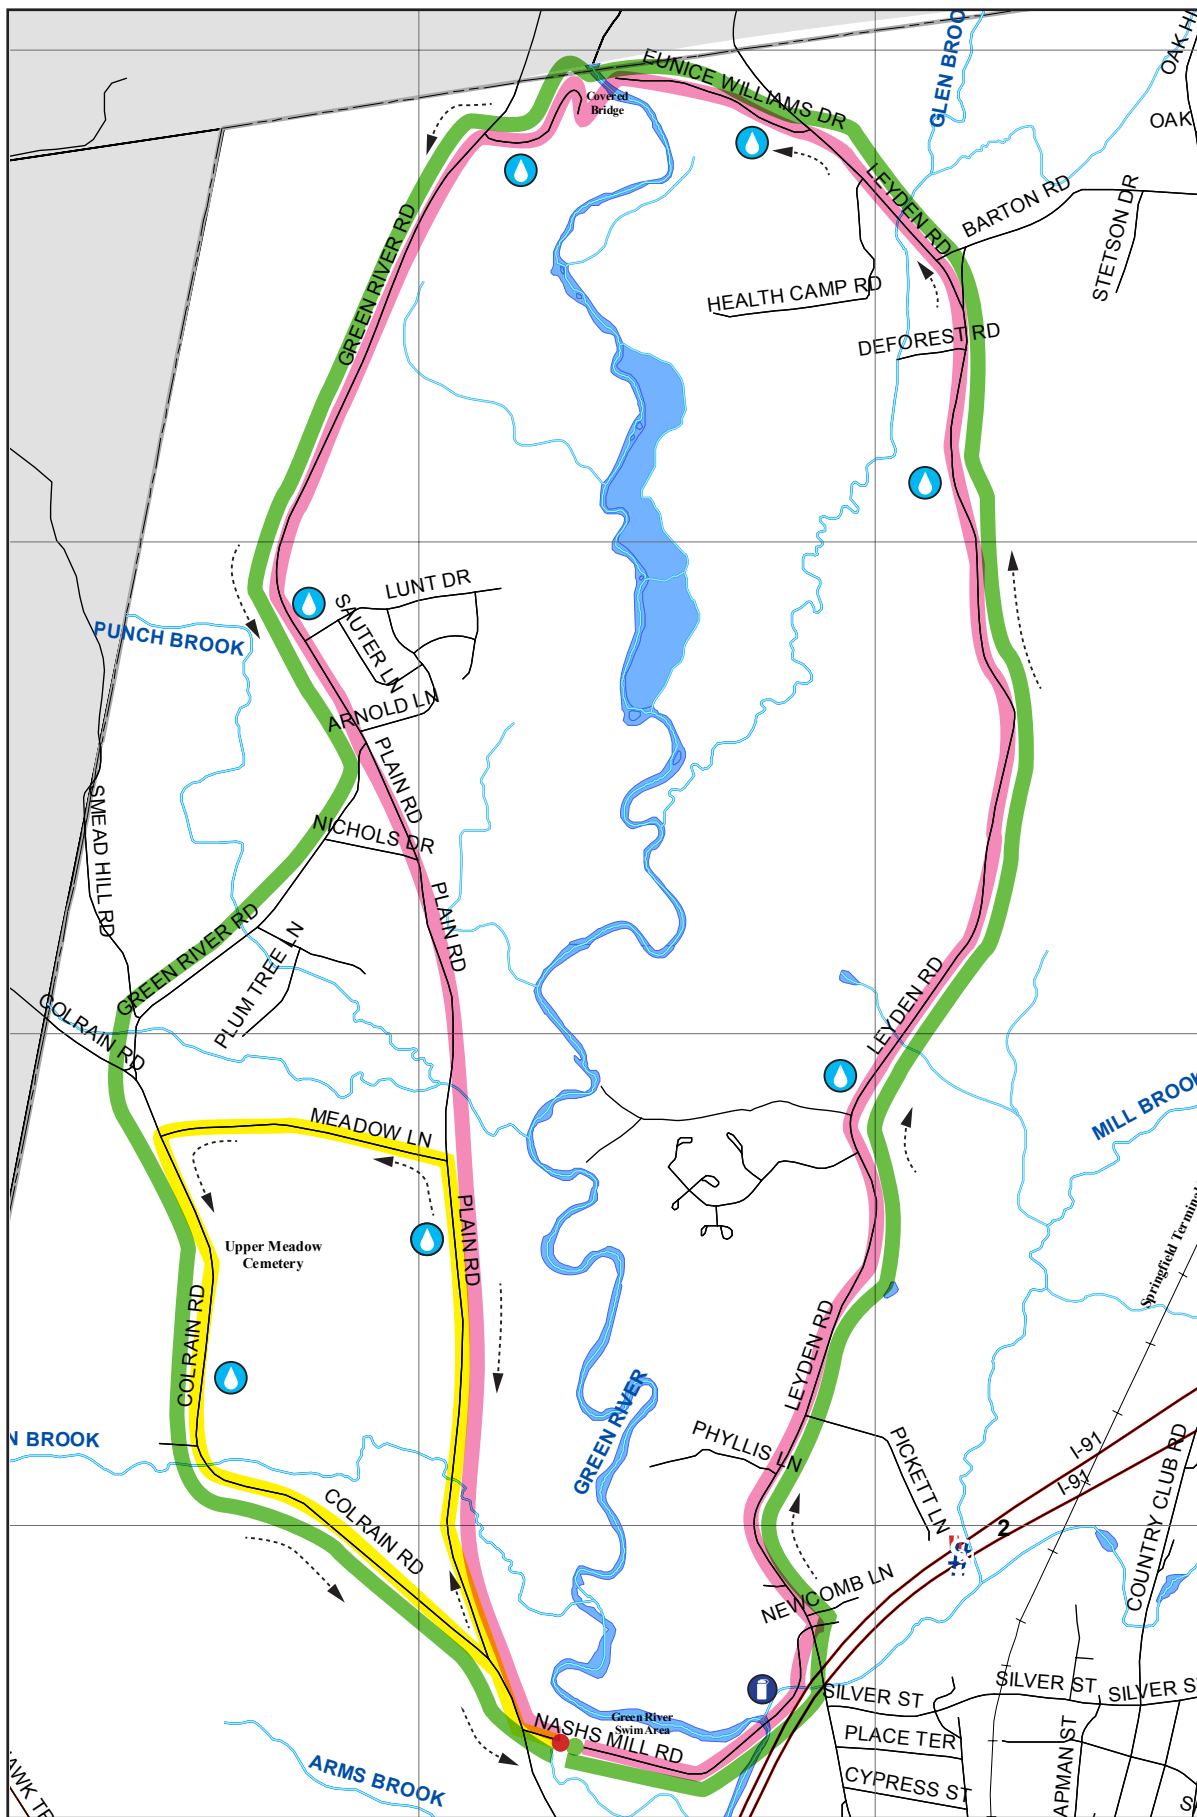 EUNICE WILLIAMS DR
GLEN BROO
OAK H
OAK
Covered
Bridge
LEYDEN RD
BARTON RD
STETSON DR
GREEN RIVER RD
HEALTH CAMP RD
DEFOREST RD
LUNT DR
SAUTER LN
PUNCH BROOK
ARNOLD LN
PLAIN RD
SMEAD HILL RD
NICHOLS DR
PLAIN RD
GREEN RIVER RD
PLUM TREE LN
COLRAIN RD
LEYDEN RD
MEADOW LN
MILL BROOK
PLAIN RD
Upper Meadow
Cemetery
Springfield Terminal
COLRAIN RD
LEYDEN RD
GREEN RIVER
PHYLLIS LN
PICKETT LN
I-91
I-91
COUNTRY CLUB RD
N BROOK
COLRAIN RD
2
NEWCOMB LN
SILVER ST
SILVER ST
SILVER S
Green River
Swim Area
NASHS MILL RD
PLACE TER
CYPRESS ST
APMAN ST
ARMS BROOK
AWK TR
S